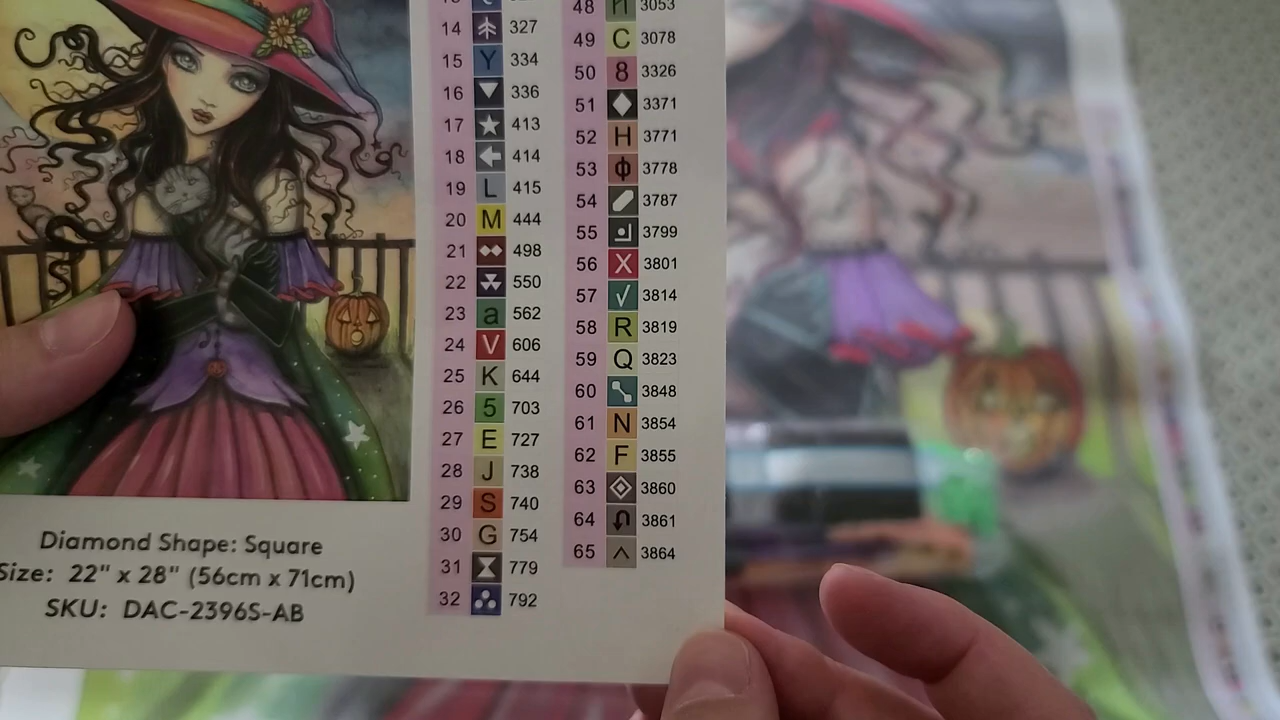 14 327
15 Y 334
16 336
17 413
18 414
19 L 415
20 M 444
21 498
22 550
23 a 562
24 V 606
25 K 644
26 5 703
27 E 727
28 J 738
29 S 740
30 G 754
31 779
32 792
48 3053
49 C 3078
50 8 3326
51 3371
52 H 3771
53 ф 3778
54 3787
55 3799
56 X 3801
57 √ 3814
58 R 3819
59 Q 3823
60 3848
61 N 3854
62 F 3855
63 3860
64 3861
65 ^ 3864
Diamond Shape: Square
Size: 22" x 28" (56cm x 71cm)
SKU: DAC-2396S-AB